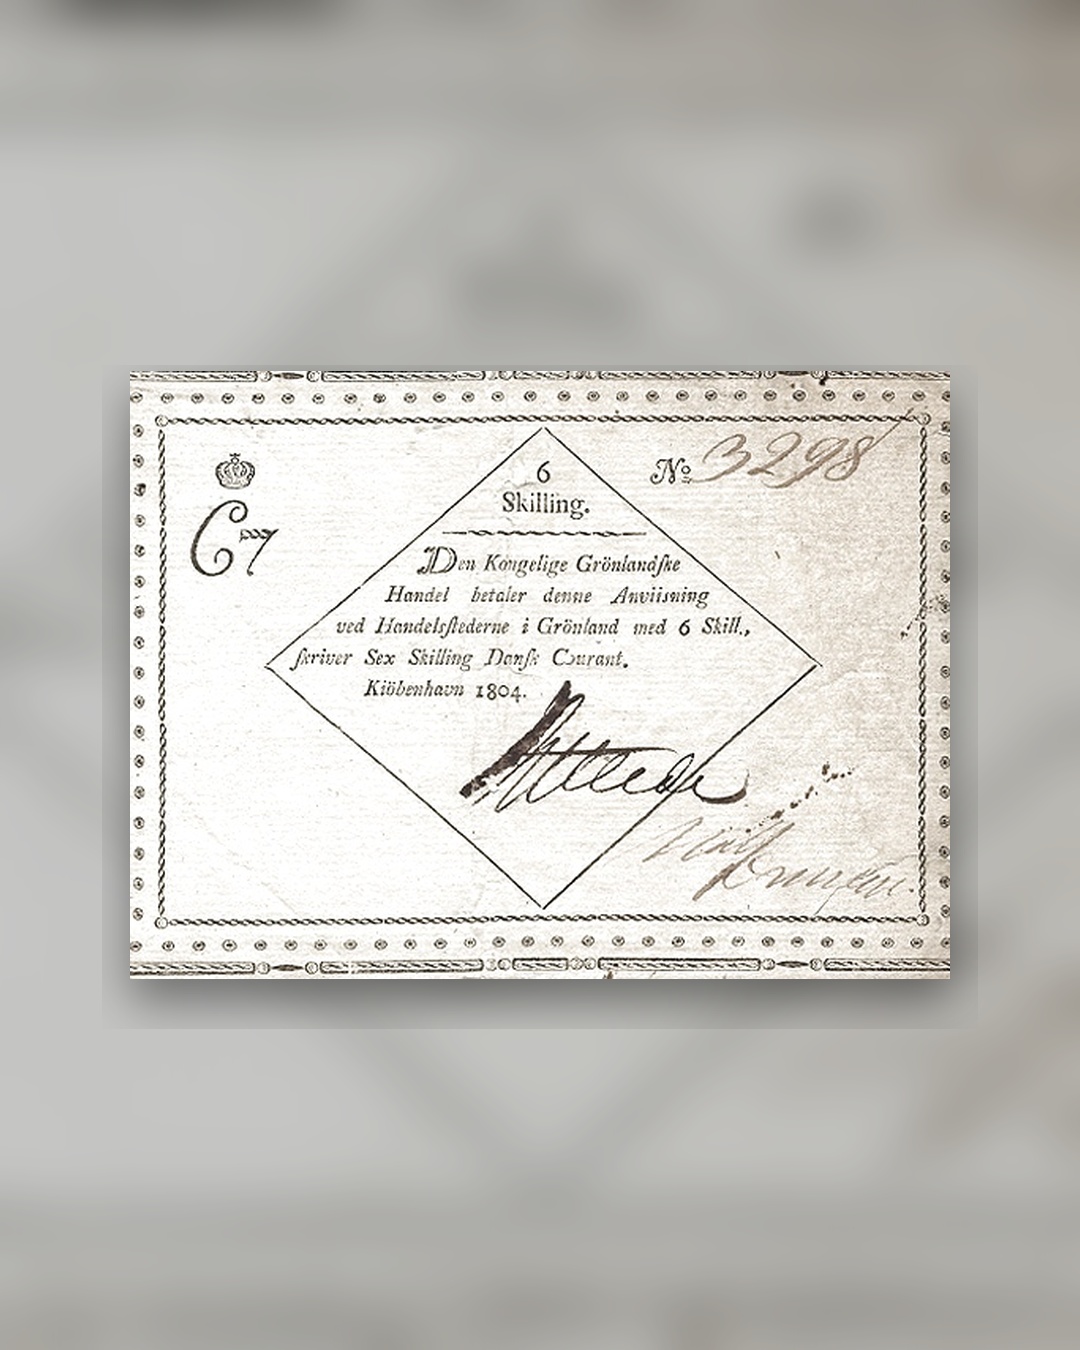 6
Skilling.
No 3298
C7
Den Kongelige Grönlandſke
Handel betaler denne Anviisning
ved Handelsſtederne i Grönland med 6 Skill.,
ſkriver Sex Skilling Danſk Courant.
Kiöbenhavn 1804.